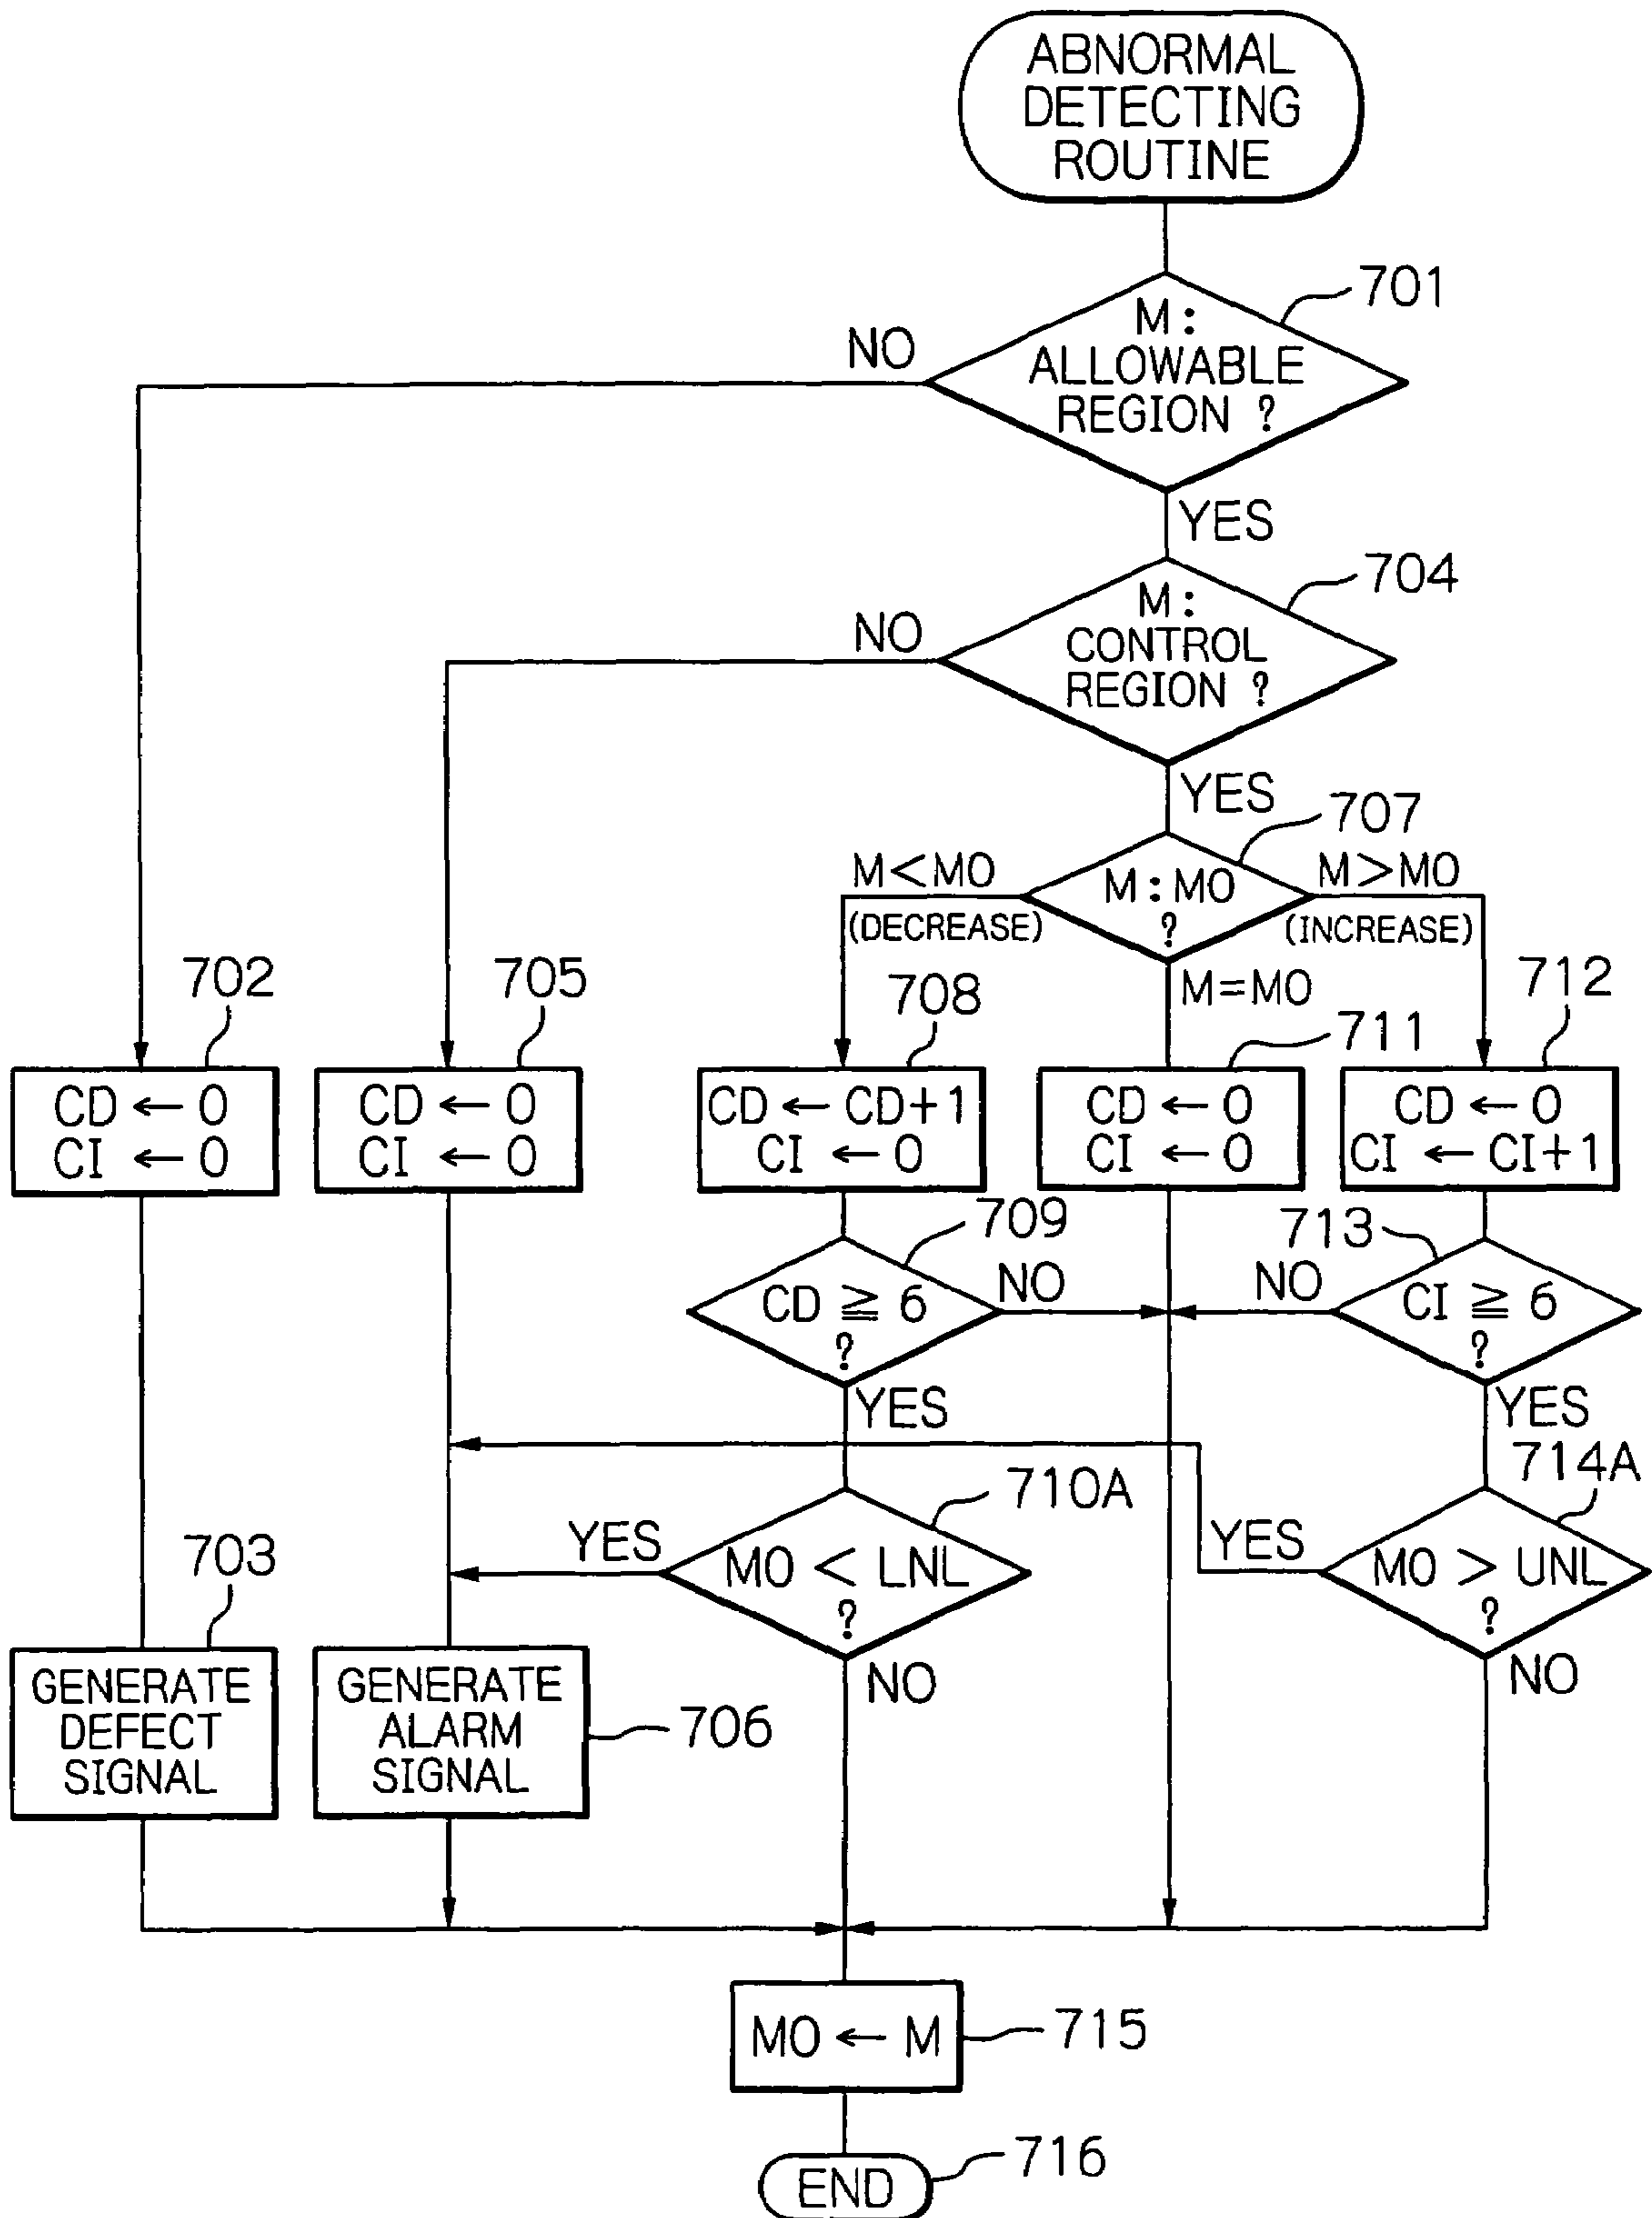 ABNORMAL
DETECTING
ROUTINE
701
M:
ALLOWABLE
REGION ?
NO
YES
704
M:
CONTROL
REGION ?
NO
YES
707
M<M0
(DECREASE)
M:M0
?
M>M0
(INCREASE)
M=M0
702
CD ← 0
CI ← 0
705
CD ← 0
CI ← 0
708
CD ← CD+1
CI ← 0
711
CD ← 0
CI ← 0
712
CD ← 0
CI ← CI+1
709
CD ≧ 6
?
NO
YES
713
CI ≧ 6
?
NO
YES
710A
M0 < LNL
?
YES
NO
714A
M0 > UNL
?
YES
NO
703
GENERATE
DEFECT
SIGNAL
GENERATE
ALARM
SIGNAL
706
M0 ← M
715
END
716